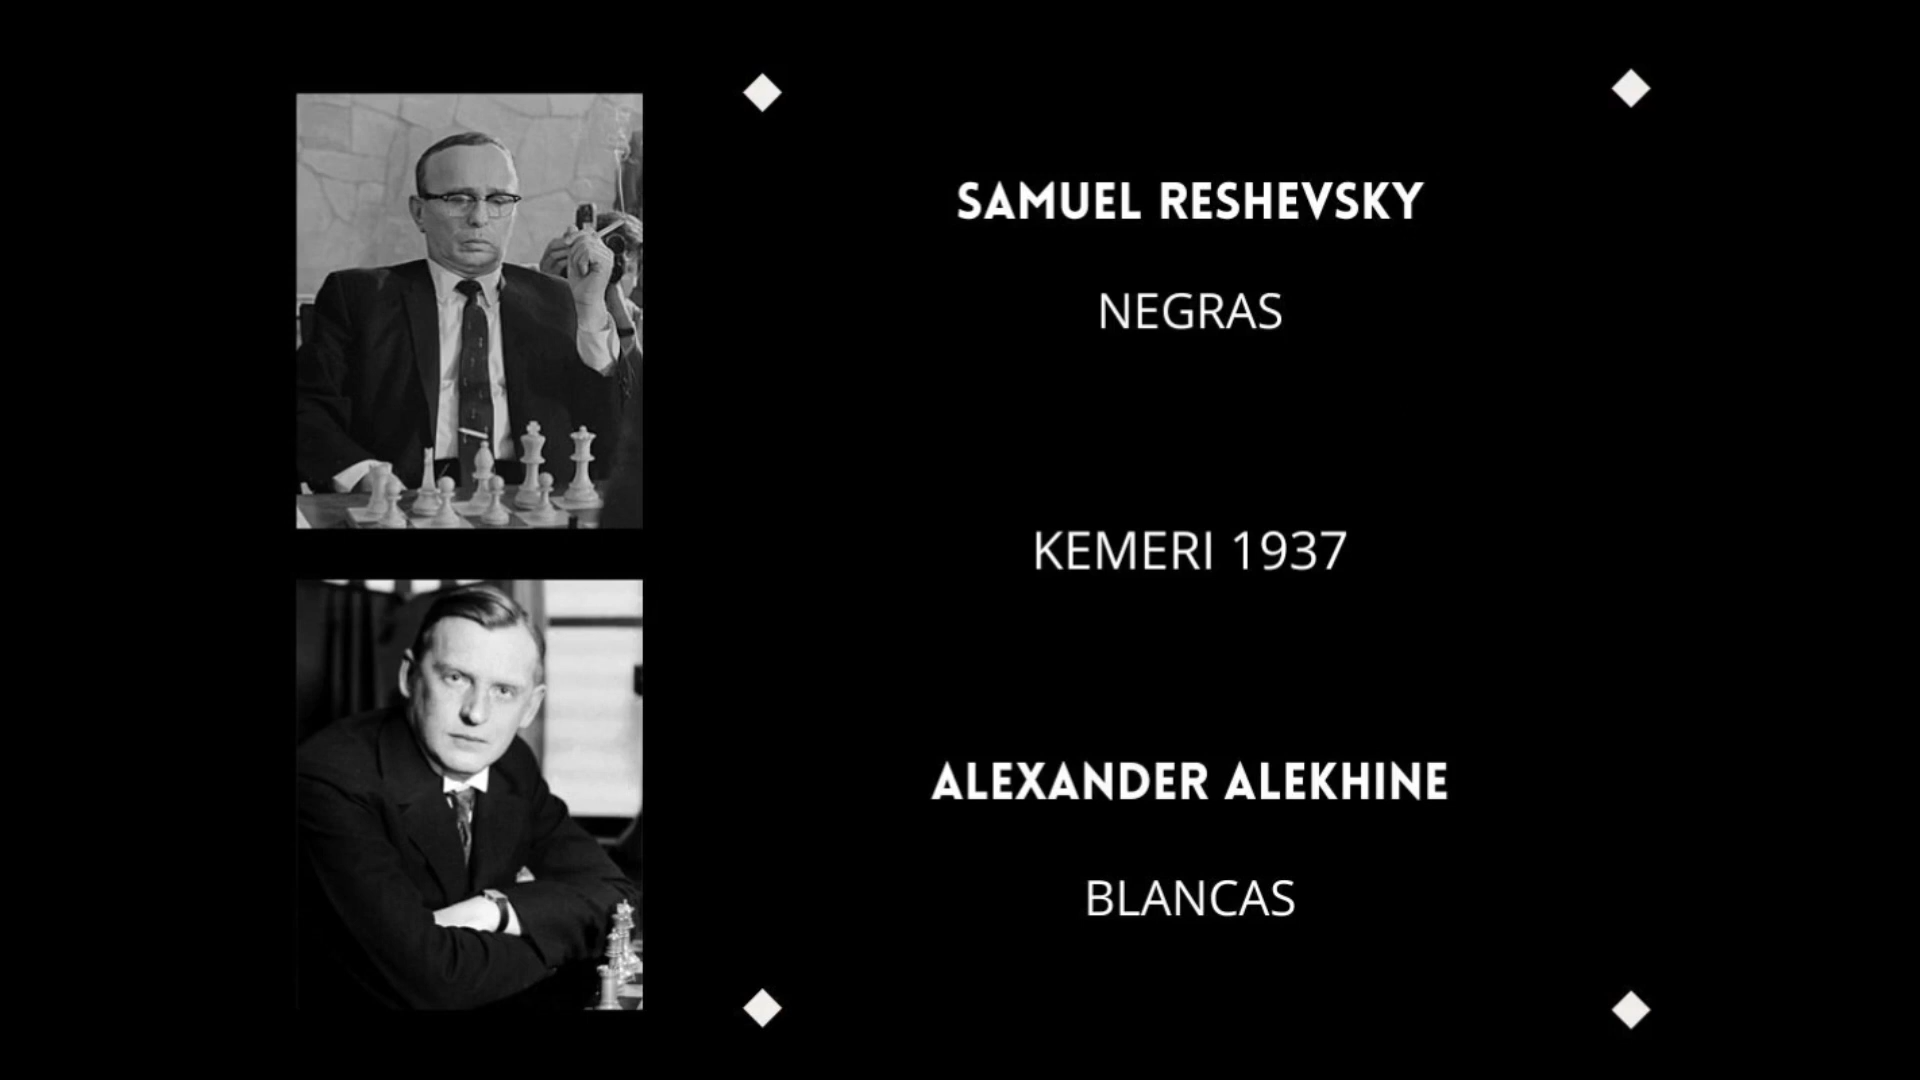 SAMUEL RESHEVSKY
NEGRAS
KEMERI 1937
ALEXANDER ALEKHINE
BLANCAS